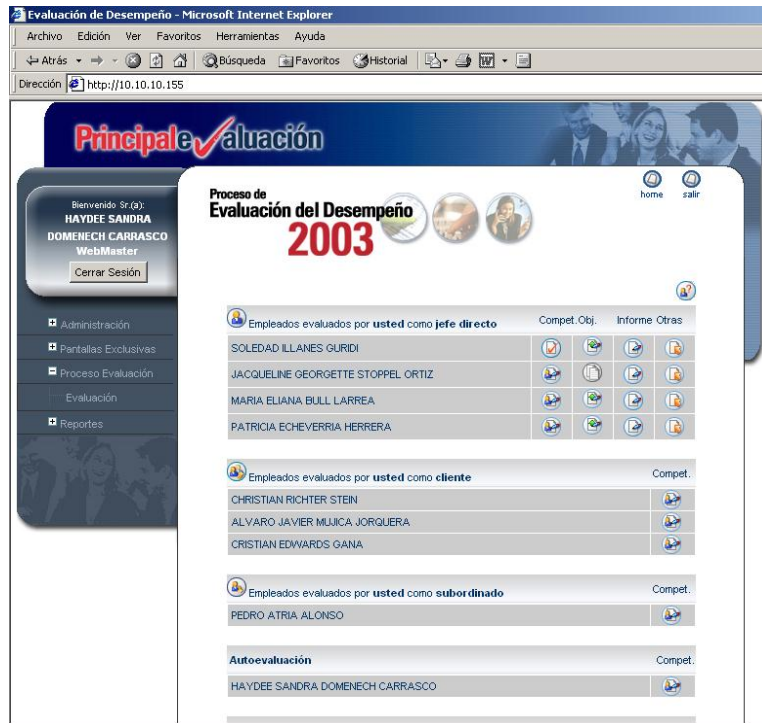 Evaluación de Desempeño - Microsoft Internet Explorer
Archivo Edición Ver Favoritos Herramientas Ayuda
Atrás Búsqueda Favoritos Historial
Dirección http://10.10.10.155
Principal evaluación
home salir
Bienvenido Sr.(a):
HAYDEE SANDRA
DOMENECH CARRASCO
WebMaster
Cerrar Sesión
Administración
Pantallas Exclusivas
Proceso Evaluación
Evaluación
Reportes
Proceso de
Evaluación del Desempeño
2003
Empleados evaluados por usted como jefe directo Compet. Obj. Informe Otras
SOLEDAD ILLANES GURIDI
JACQUELINE GEORGETTE STOPPEL ORTIZ
MARIA ELIANA BULL LARREA
PATRICIA ECHEVERRIA HERRERA
Empleados evaluados por usted como cliente Compet.
CHRISTIAN RICHTER STEIN
ALVARO JAVIER MUJICA JORQUERA
CRISTIAN EDWARDS GANA
Empleados evaluados por usted como subordinado Compet.
PEDRO ATRIA ALONSO
Autoevaluación Compet.
HAYDEE SANDRA DOMENECH CARRASCO